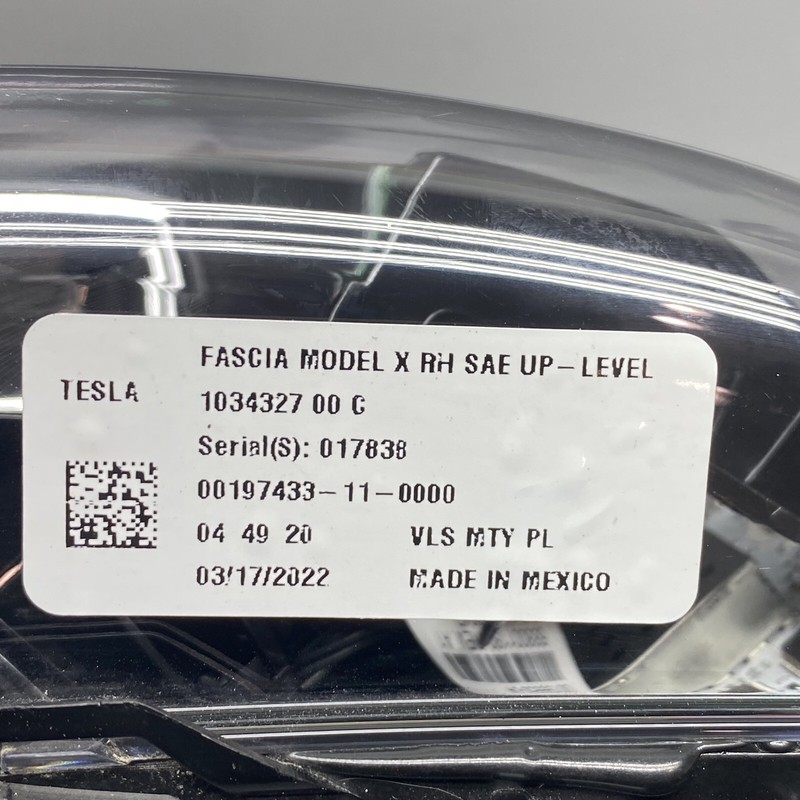 FASCIA MODEL X RH SAE UP-LEVEL
TESLA
1034327 00 C
Serial(S): 017838
00197433-11-0000
04 49 20 VLS MTY PL
03/17/2022 MADE IN MEXICO